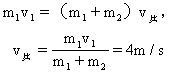 m₁v₁ = （m₁+m₂）v共，
v共 = m₁v₁/(m₁+m₂) = 4m / s